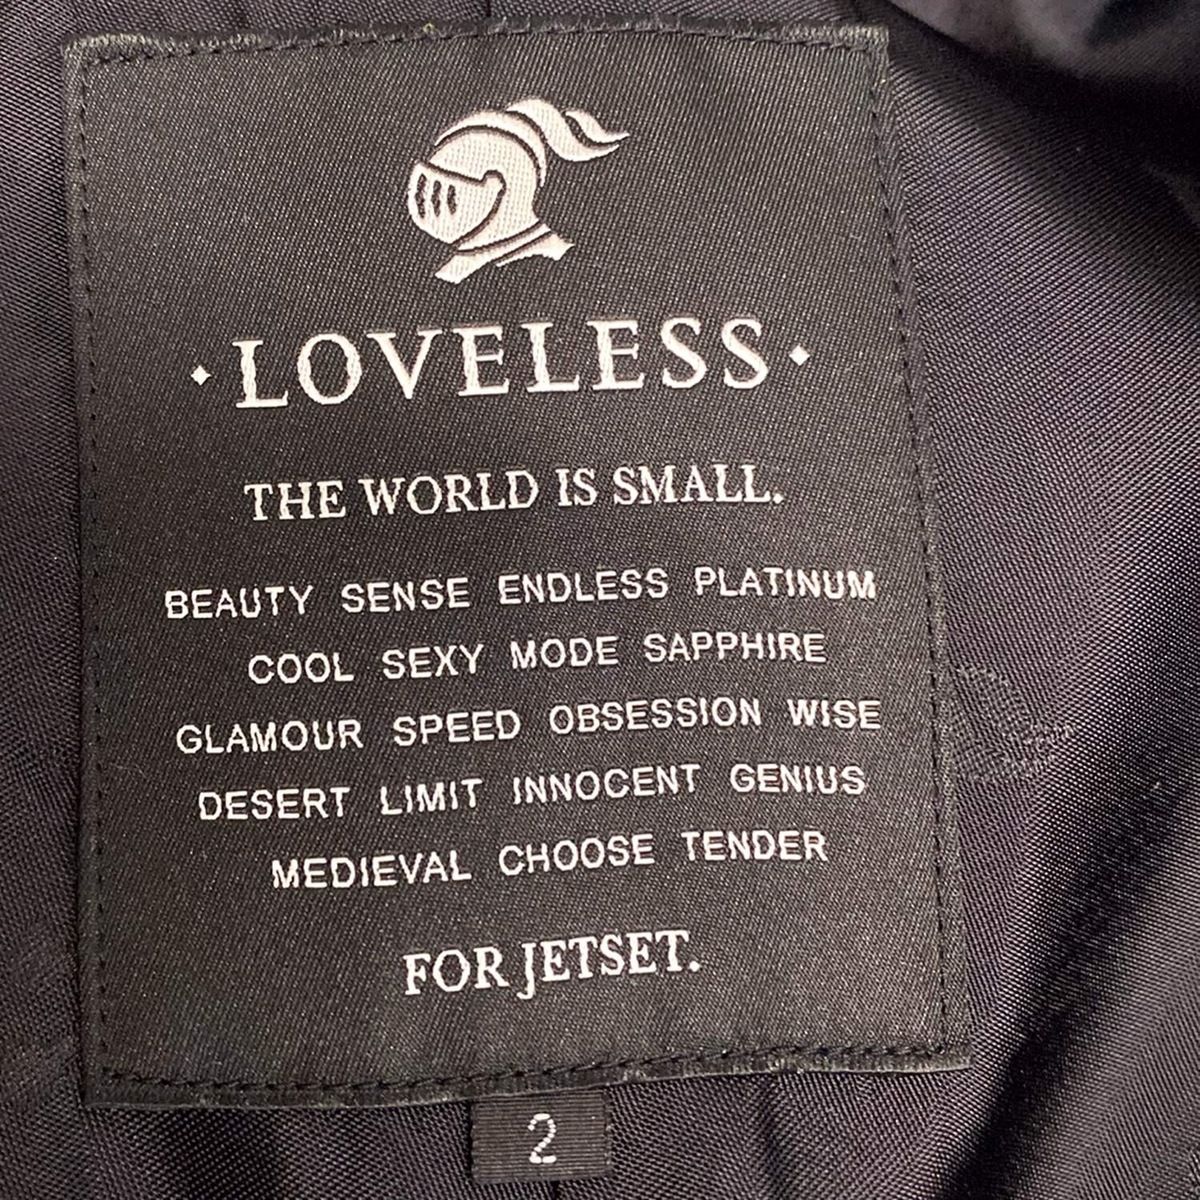 · LOVELESS ·
THE WORLD IS SMALL.
BEAUTY SENSE ENDLESS PLATINUM
COOL SEXY MODE SAPPHIRE
GLAMOUR SPEED OBSESSION WISE
DESERT LIMIT INNOCENT GENIUS
MEDIEVAL CHOOSE TENDER
FOR JETSET.
2